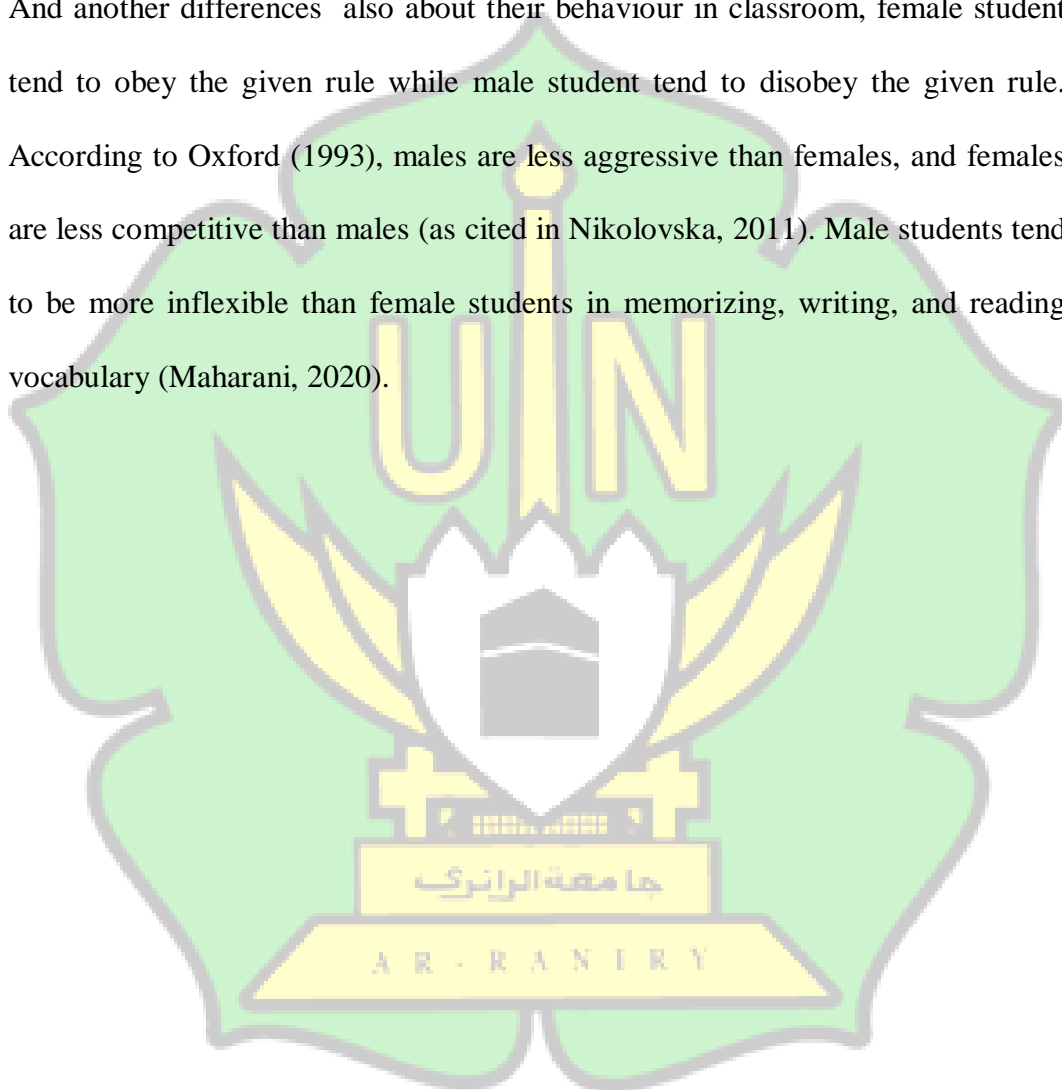 And another differences also about their behaviour in classroom, female student
tend to obey the given rule while male student tend to disobey the given rule.
According to Oxford (1993), males are less aggressive than females, and females
are less competitive than males (as cited in Nikolovska, 2011). Male students tend
to be more inflexible than female students in memorizing, writing, and reading
vocabulary (Maharani, 2020).
UIN
جامعة الرانري
AR-RANIRY